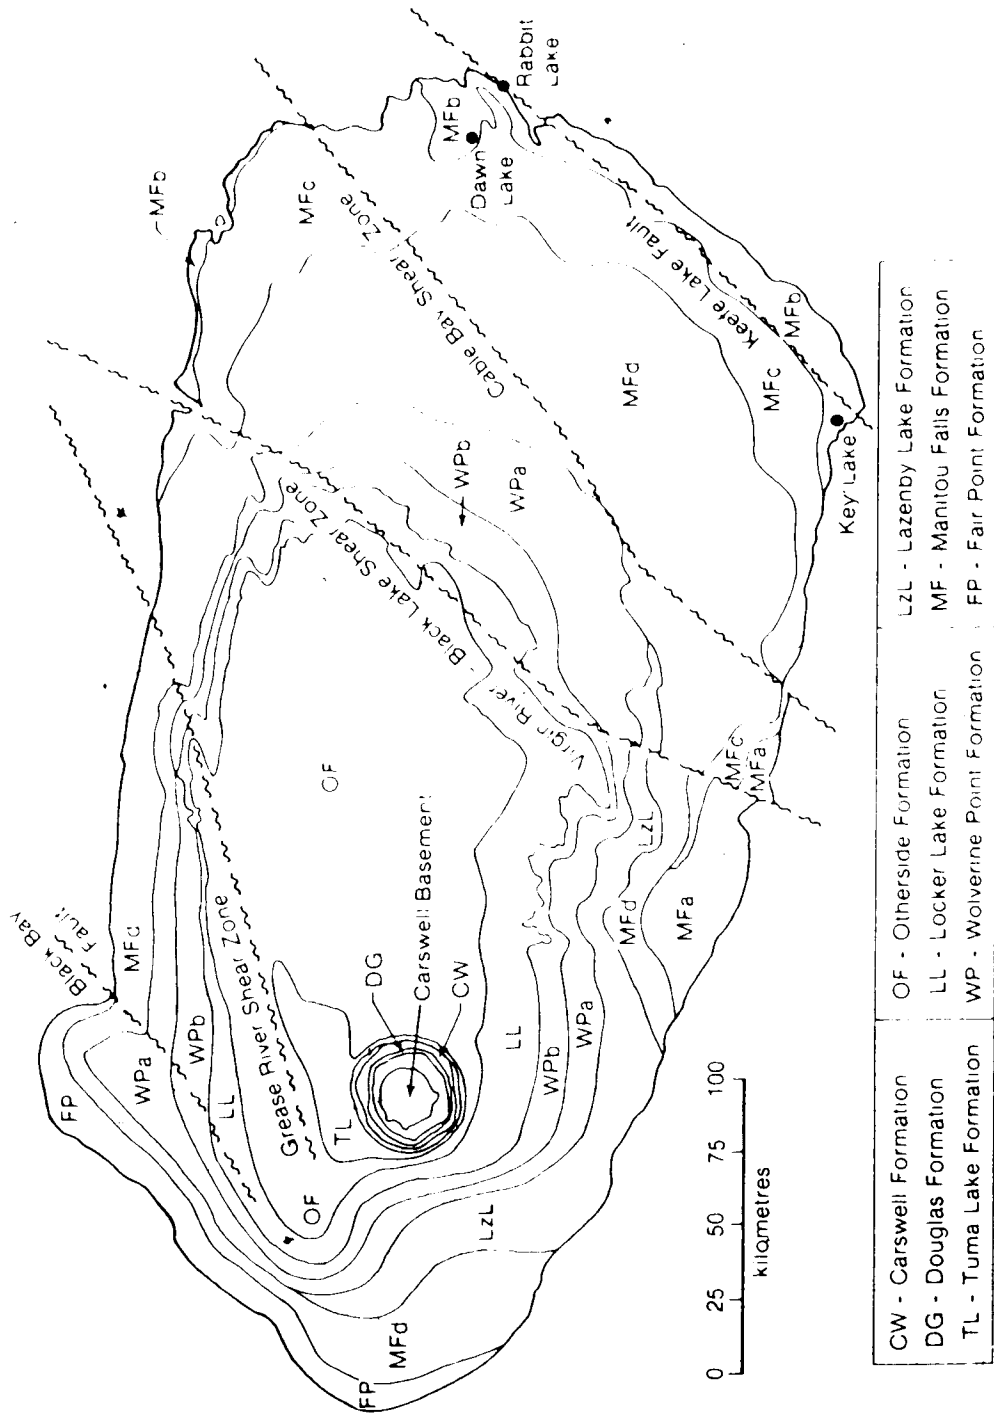 Black Bay
Fault
FP
WPa
MFd
WPb
LL
Grease River Shear Zone
OF
TL
DG
Carswell Basement
CW
OF
FP
MFd
LzL
LL
WPb
WPa
MFd
MFa
LzL
MFc
MFa
Virgin River - Black Lake Shear Zone
WPb
WPa
Cable Bay Shear Zone
MFb
MFc
MFd
MFc
MFb
MFb
Dawn
Lake
Rabbit
Lake
Keefe Lake Fault
Key Lake
0 25 50 75 100
kilometres
CW - Carswell Formation
DG - Douglas Formation
TL - Tuma Lake Formation
OF - Otherside Formation
LL - Locker Lake Formation
WP - Wolverine Point Formation
LzL - Lazenby Lake Formation
MF - Manitou Falls Formation
FP - Fair Point Formation